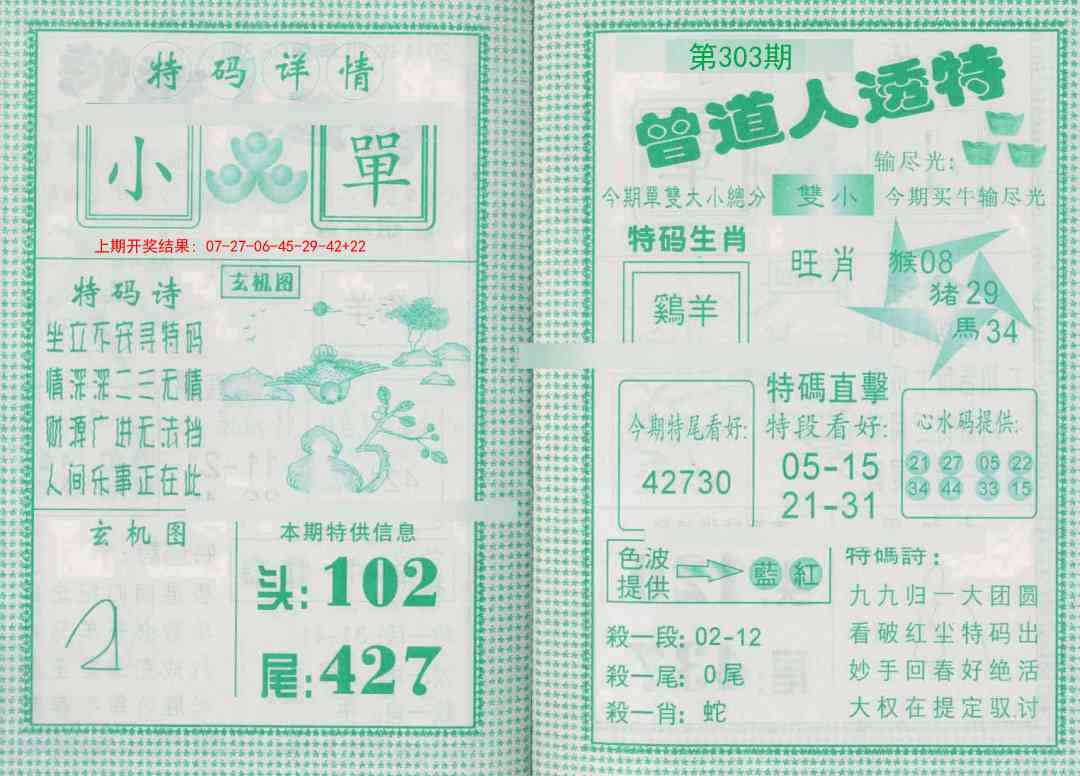 特码详情
小 單
上期开奖结果：07-27-06-45-29-42+22
特码诗
坐立不安寻特码
情深深二三无情
财源广进无法挡
人间乐事正在此
玄机图
玄机图
本期特供信息
头:102
尾:427
第303期
曾道人透特
输尽光:
今期單雙大小總分 雙小 今期买牛输尽光
特码生肖
鷄羊
旺肖
猴08
猪29
馬34
今期特尾看好:
42730
特碼直擊
特段看好:
05-15
21-31
心水码提供:
21 27 05 22
34 44 33 15
色波
提供
藍 紅
殺一段: 02-12
殺一尾: 0尾
殺一肖: 蛇
特碼詩:
九九归一大团圆
看破红尘特码出
妙手回春好绝活
大权在提定驭讨